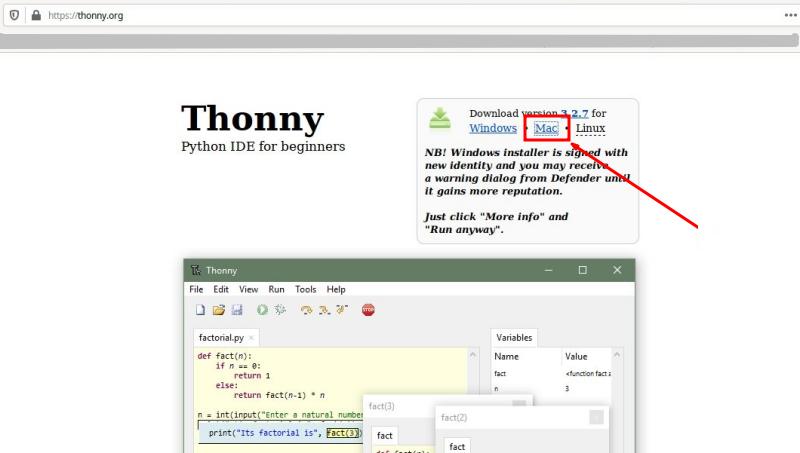 https://thonny.org
Thonny
Python IDE for beginners
Download version 3.2.7 for
Windows • Mac • Linux
NB! Windows installer is signed with
new identity and you may receive
a warning dialog from Defender until
it gains more reputation.
Just click "More info" and
"Run anyway".
Thonny
File Edit View Run Tools Help
STOP
factorial.py
def fact(n):
    if n == 0:
        return 1
    else:
        return fact(n-1) * n
n = int(input("Enter a natural number
print("Its factorial is", fact(3))
Variables
Name Value
fact <function fact a
n 3
fact(3)
fact
fact(2)
fact